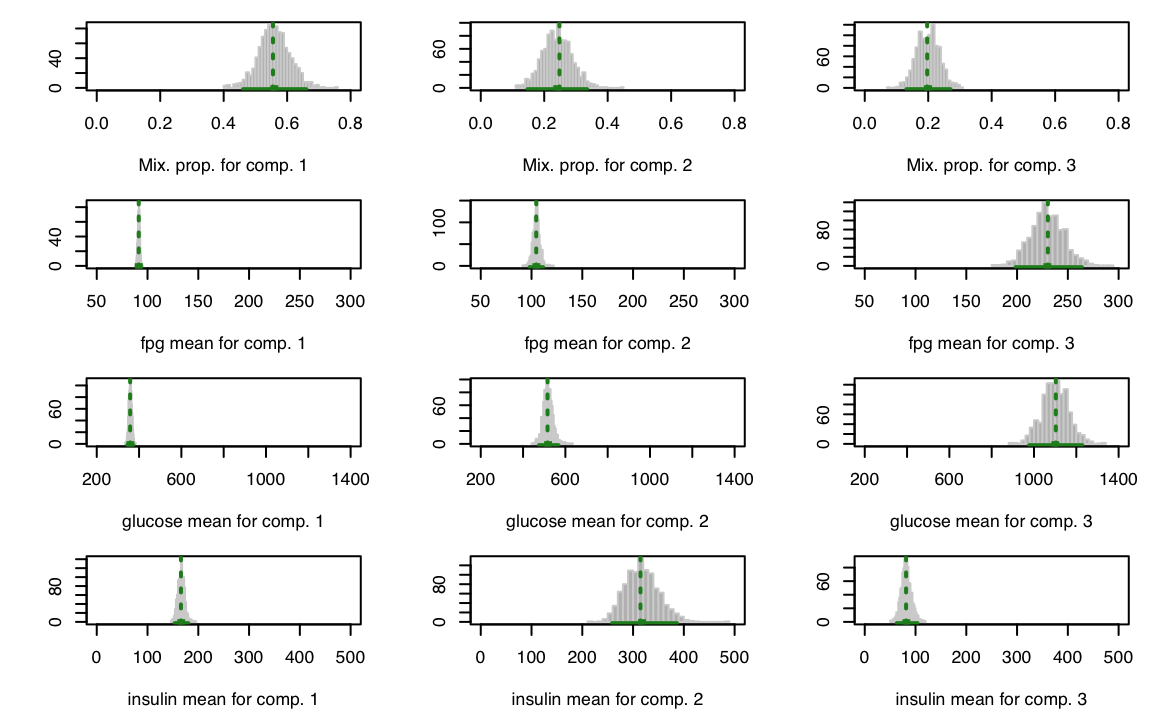 0 40
0 60
0 60
0.0 0.2 0.4 0.6 0.8
0.0 0.2 0.4 0.6 0.8
0.0 0.2 0.4 0.6 0.8
Mix. prop. for comp. 1
Mix. prop. for comp. 2
Mix. prop. for comp. 3
0 40
0 100
0 80
50 100 150 200 250 300
50 100 150 200 250 300
50 100 150 200 250 300
fpg mean for comp. 1
fpg mean for comp. 2
fpg mean for comp. 3
0 60
0 60
0 60
200 600 1000 1400
200 600 1000 1400
200 600 1000 1400
glucose mean for comp. 1
glucose mean for comp. 2
glucose mean for comp. 3
0 80
0 80
0 60
0 100 200 300 400 500
0 100 200 300 400 500
0 100 200 300 400 500
insulin mean for comp. 1
insulin mean for comp. 2
insulin mean for comp. 3